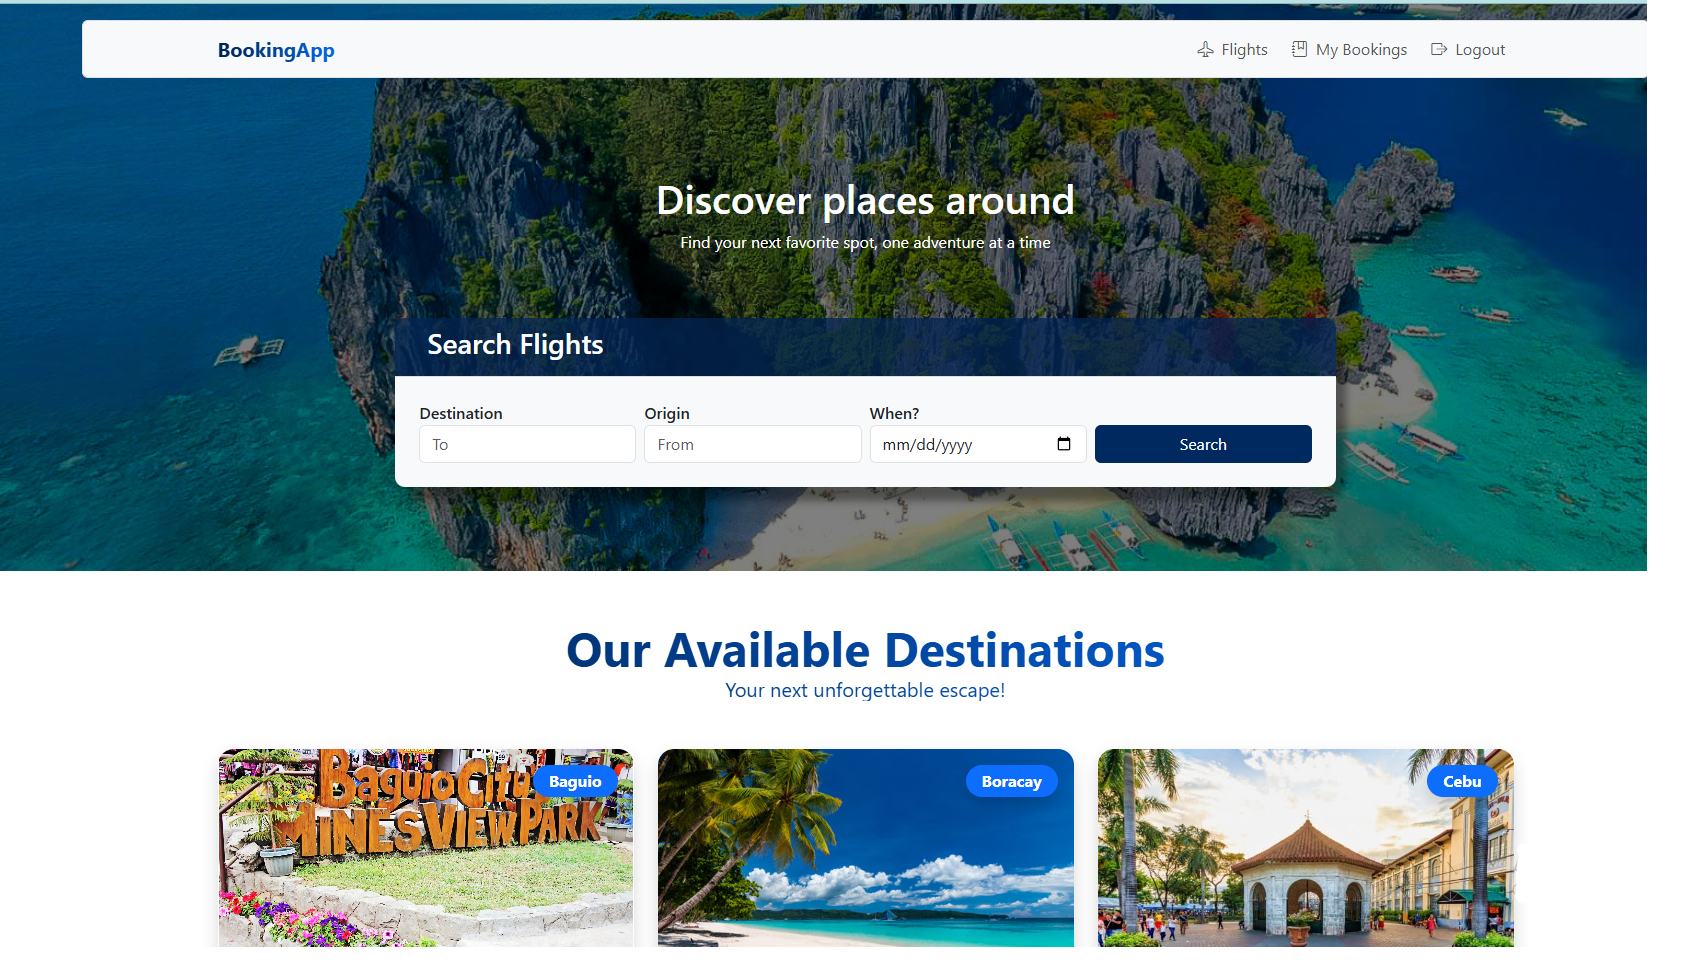 BookingApp
Flights
My Bookings
Logout
Discover places around
Find your next favorite spot, one adventure at a time
Search Flights
Destination
Origin
When?
To
From
mm/dd/yyyy
Search
Our Available Destinations
Your next unforgettable escape!
Baguio City
MINES VIEW PARK
Baguio
Boracay
Cebu